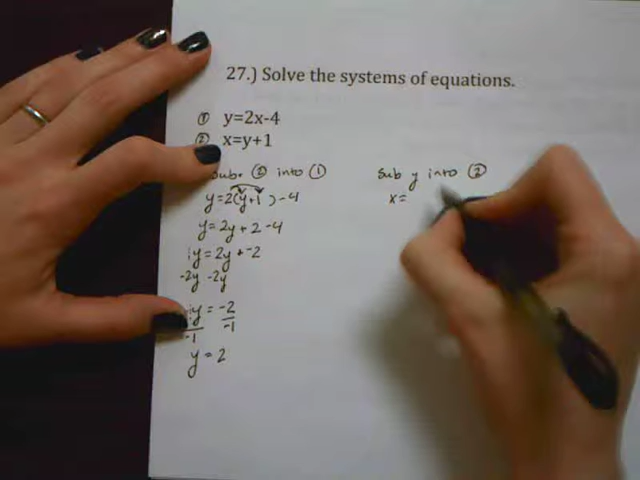 27.) Solve the systems of equations.
① y=2x-4
② x=y+1
Sub. ② into ①
y=2(y+1)-4
y=2y+2-4
1y=2y+-2
-2y -2y
-1y = -2
-1 -1
y = 2
Sub y into ②
x=